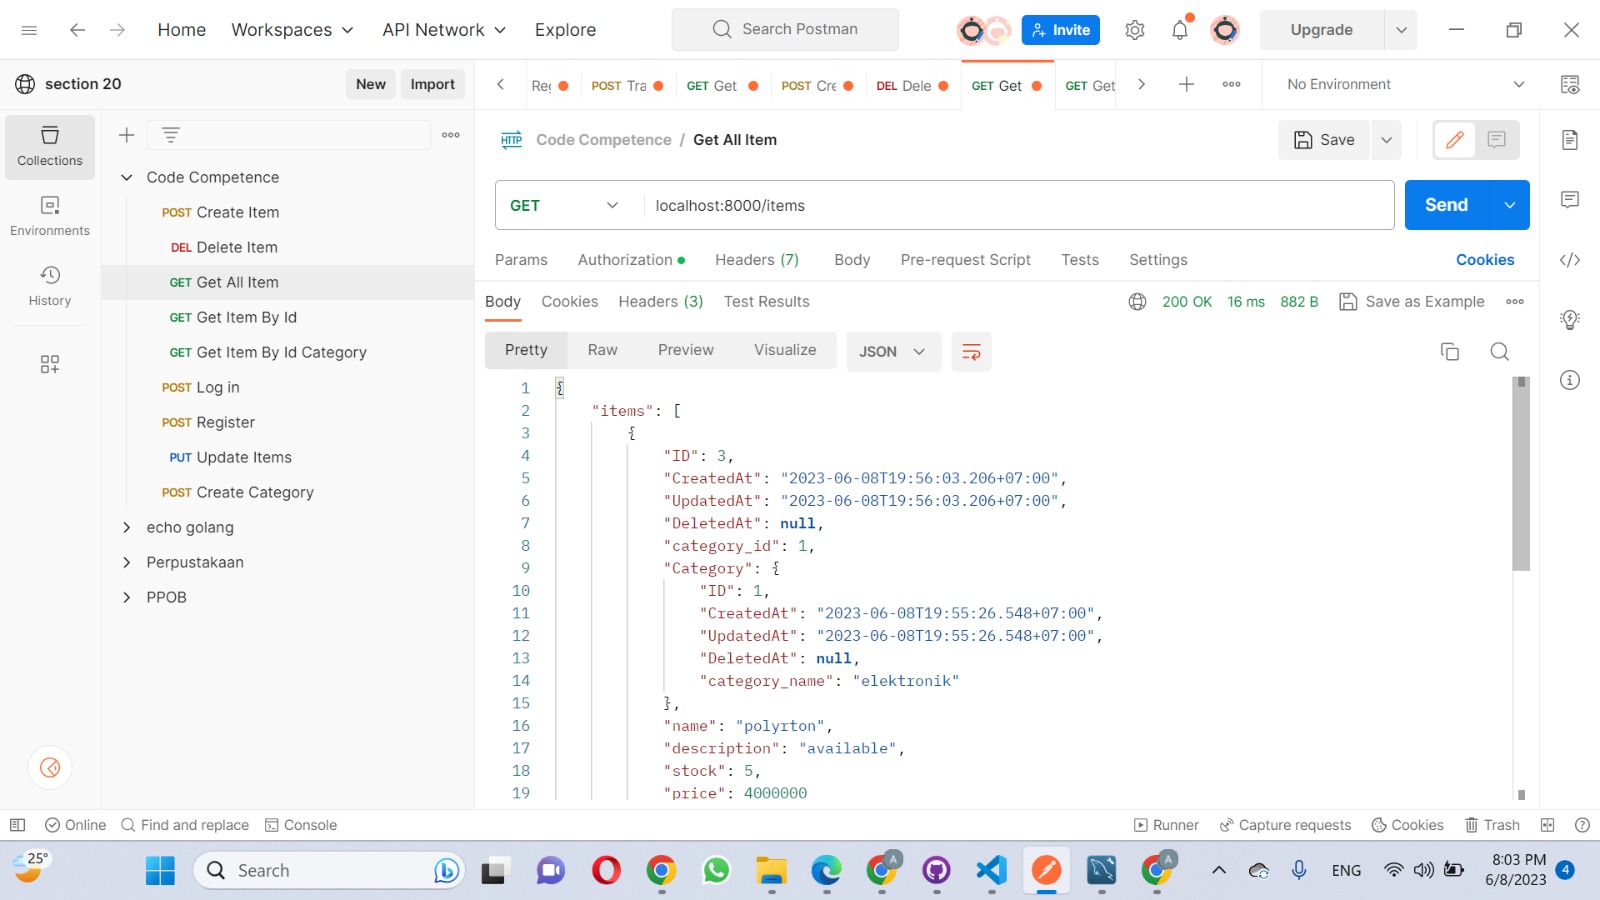 Home Workspaces API Network Explore Search Postman Invite Upgrade
section 20 New Import
Reg POST Tra GET Get POST Cre DEL Dele GET Get GET Get No Environment
Collections
Environments
History
Code Competence
POST Create Item
DEL Delete Item
GET Get All Item
GET Get Item By Id
GET Get Item By Id Category
POST Log in
POST Register
PUT Update Items
POST Create Category
echo golang
Perpustakaan
PPOB
HTTP Code Competence / Get All Item Save
GET localhost:8000/items Send
Params Authorization Headers (7) Body Pre-request Script Tests Settings Cookies
Body Cookies Headers (3) Test Results 200 OK 16 ms 882 B Save as Example
Pretty Raw Preview Visualize JSON
1 {
2 "items": [
3 {
4 "ID": 3,
5 "CreatedAt": "2023-06-08T19:56:03.206+07:00",
6 "UpdatedAt": "2023-06-08T19:56:03.206+07:00",
7 "DeletedAt": null,
8 "category_id": 1,
9 "Category": {
10 "ID": 1,
11 "CreatedAt": "2023-06-08T19:55:26.548+07:00",
12 "UpdatedAt": "2023-06-08T19:55:26.548+07:00",
13 "DeletedAt": null,
14 "category_name": "elektronik"
15 },
16 "name": "polyrton",
17 "description": "available",
18 "stock": 5,
19 "price": 4000000
Online Find and replace Console Runner Capture requests Cookies Trash
25° Search A A ENG 8:03 PM
6/8/2023 4